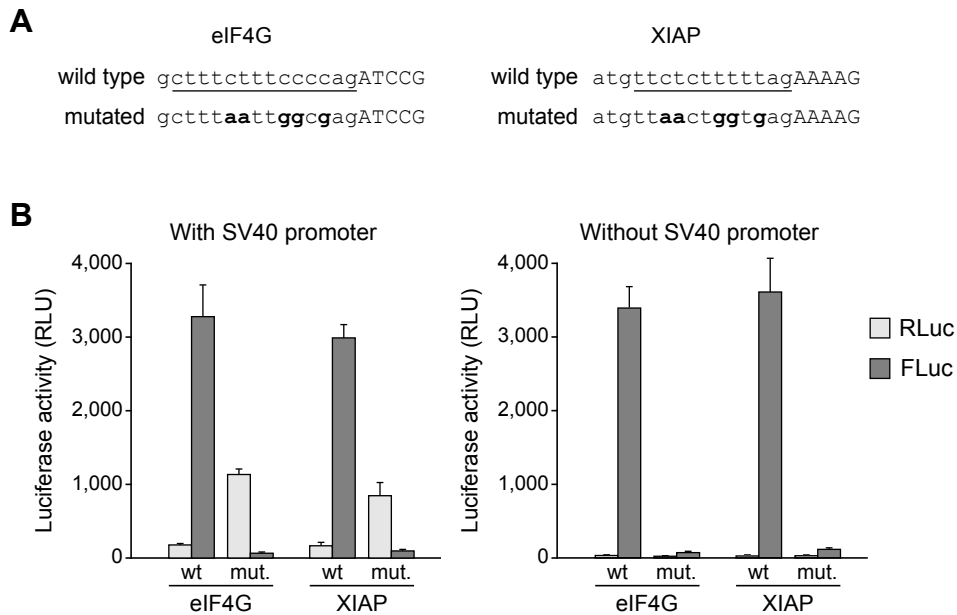 A
eIF4G
XIAP
wild type gctttctttccccagATCCG
wild type atgttctctttttagAAAAG
mutated gctttaattggcgagATCCG
mutated atgttaactggtgagAAAAG
B
With SV40 promoter
Without SV40 promoter
Luciferase activity (RLU)
4,000
3,000
2,000
1,000
0
wt mut. wt mut.
eIF4G XIAP
Luciferase activity (RLU)
4,000
3,000
2,000
1,000
0
wt mut. wt mut.
eIF4G XIAP
RLuc
FLuc